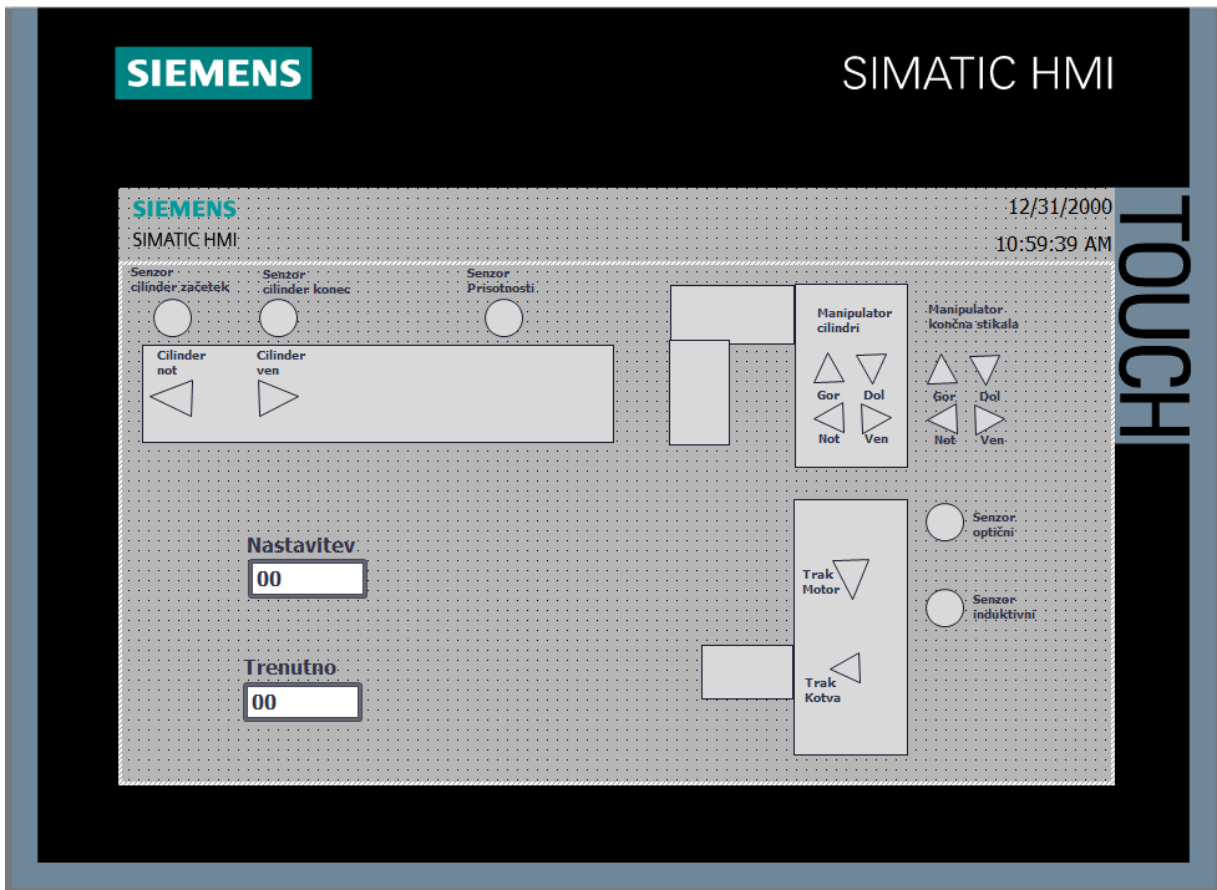 SIEMENS
SIMATIC HMI
TOUCH
SIEMENS
12/31/2000
SIMATIC HMI
10:59:39 AM
Senzor
cilinder začetek
Senzor
cilinder konec
Senzor
Prisotnosti
Cilinder
not
Cilinder
ven
Manipulator
cilindri
Gor Dol
Not Ven
Manipulator
končna stikala
Gor Dol
Not Ven
Nastavitev
00
Trenutno
00
Trak
Motor
Trak
Kotva
Senzor
optični
Senzor
induktivni